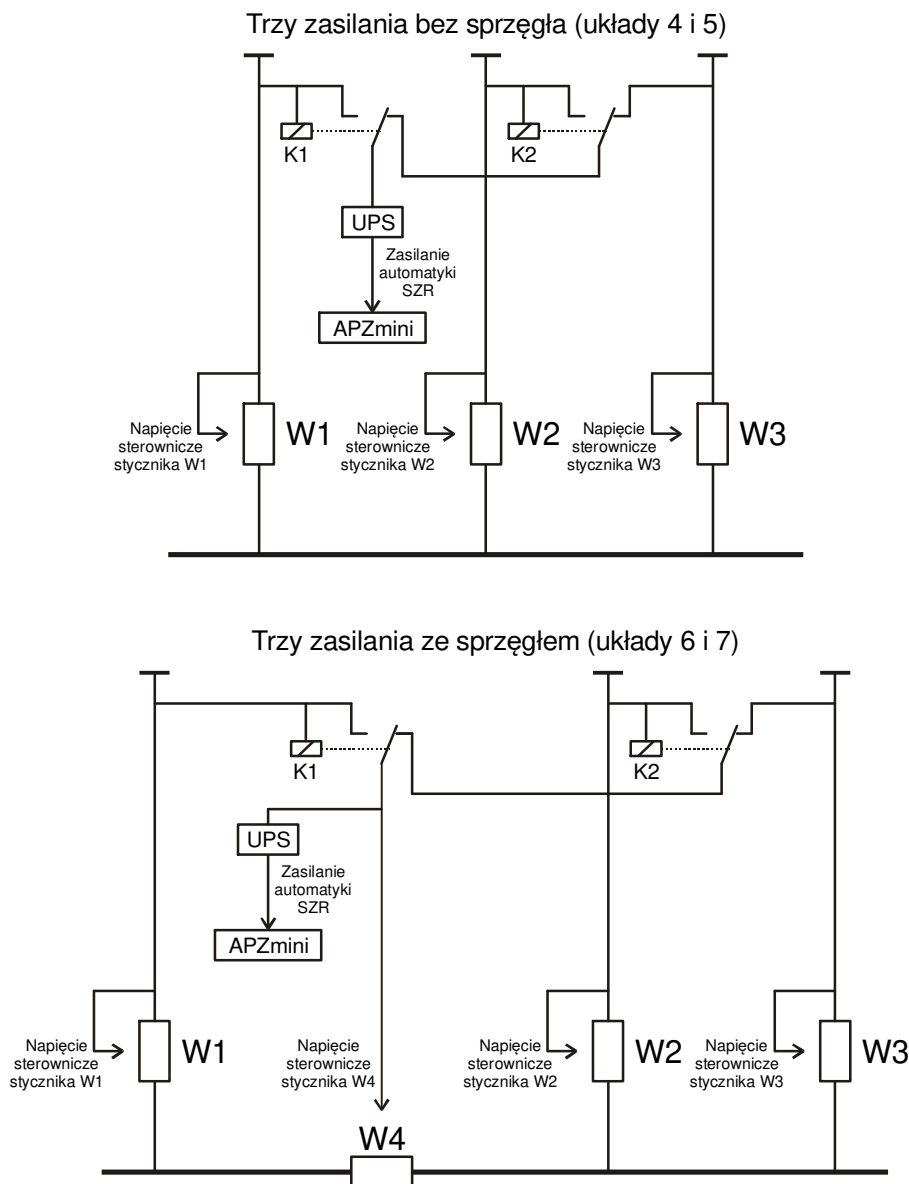 Trzy zasilania bez sprzęgła (układy 4 i 5)
K1
K2
UPS
Zasilanie
automatyki
SZR
APZmini
Napięcie
sterownicze
stycznika W1
W1
Napięcie
sterownicze
stycznika W2
W2
Napięcie
sterownicze
stycznika W3
W3
Trzy zasilania ze sprzęgłem (układy 6 i 7)
K1
K2
UPS
Zasilanie
automatyki
SZR
APZmini
Napięcie
sterownicze
stycznika W1
W1
Napięcie
sterownicze
stycznika W4
Napięcie
sterownicze
stycznika W2
W2
Napięcie
sterownicze
stycznika W3
W3
W4